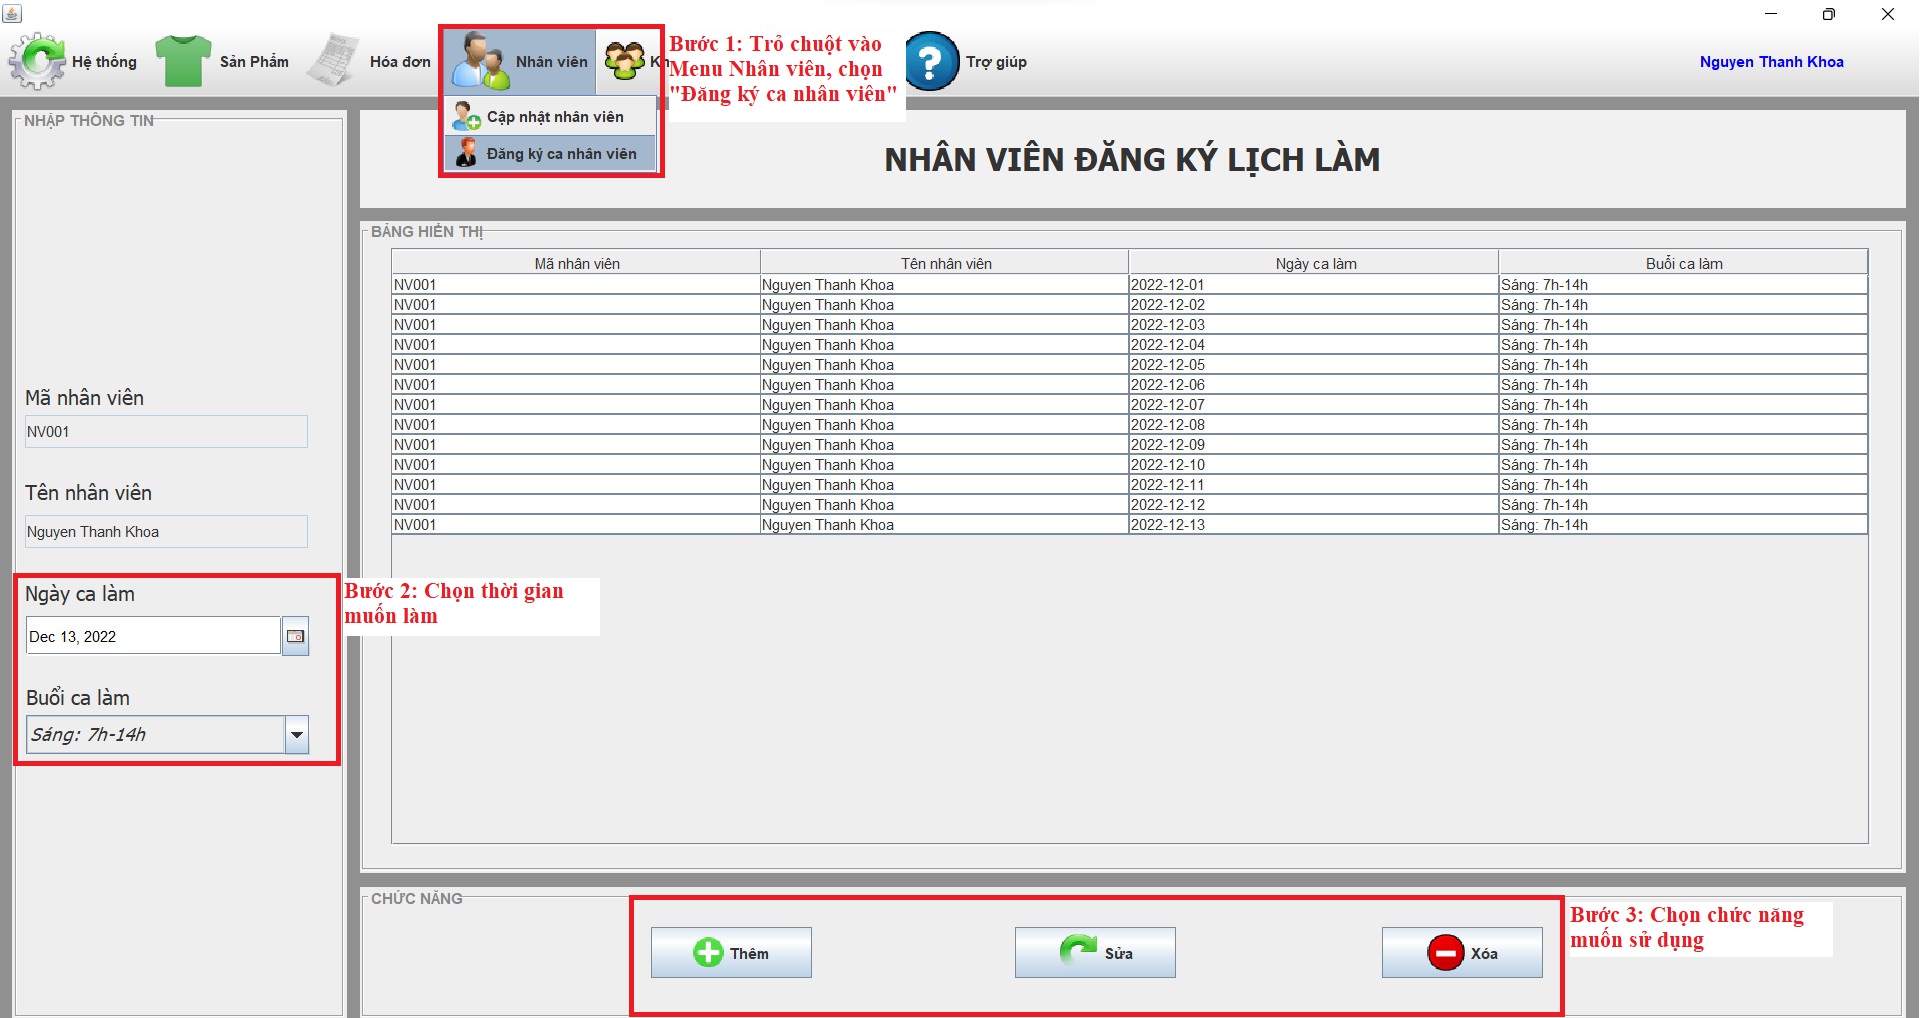 Hệ thống
Sản Phẩm
Hóa đơn
Nhân viên
Bước 1: Trỏ chuột vào
Menu Nhân viên, chọn
"Đăng ký ca nhân viên"
Trợ giúp
Nguyen Thanh Khoa
Cập nhật nhân viên
Đăng ký ca nhân viên
NHẬP THÔNG TIN
NHÂN VIÊN ĐĂNG KÝ LỊCH LÀM
Mã nhân viên
NV001
Tên nhân viên
Nguyen Thanh Khoa
Ngày ca làm
Dec 13, 2022
Buổi ca làm
Sáng: 7h-14h
Bước 2: Chọn thời gian
muốn làm
BẢNG HIỂN THỊ
Mã nhân viên Tên nhân viên Ngày ca làm Buổi ca làm
NV001 Nguyen Thanh Khoa 2022-12-01 Sáng: 7h-14h
NV001 Nguyen Thanh Khoa 2022-12-02 Sáng: 7h-14h
NV001 Nguyen Thanh Khoa 2022-12-03 Sáng: 7h-14h
NV001 Nguyen Thanh Khoa 2022-12-04 Sáng: 7h-14h
NV001 Nguyen Thanh Khoa 2022-12-05 Sáng: 7h-14h
NV001 Nguyen Thanh Khoa 2022-12-06 Sáng: 7h-14h
NV001 Nguyen Thanh Khoa 2022-12-07 Sáng: 7h-14h
NV001 Nguyen Thanh Khoa 2022-12-08 Sáng: 7h-14h
NV001 Nguyen Thanh Khoa 2022-12-09 Sáng: 7h-14h
NV001 Nguyen Thanh Khoa 2022-12-10 Sáng: 7h-14h
NV001 Nguyen Thanh Khoa 2022-12-11 Sáng: 7h-14h
NV001 Nguyen Thanh Khoa 2022-12-12 Sáng: 7h-14h
NV001 Nguyen Thanh Khoa 2022-12-13 Sáng: 7h-14h
CHỨC NĂNG
Thêm
Sửa
Xóa
Bước 3: Chọn chức năng
muốn sử dụng